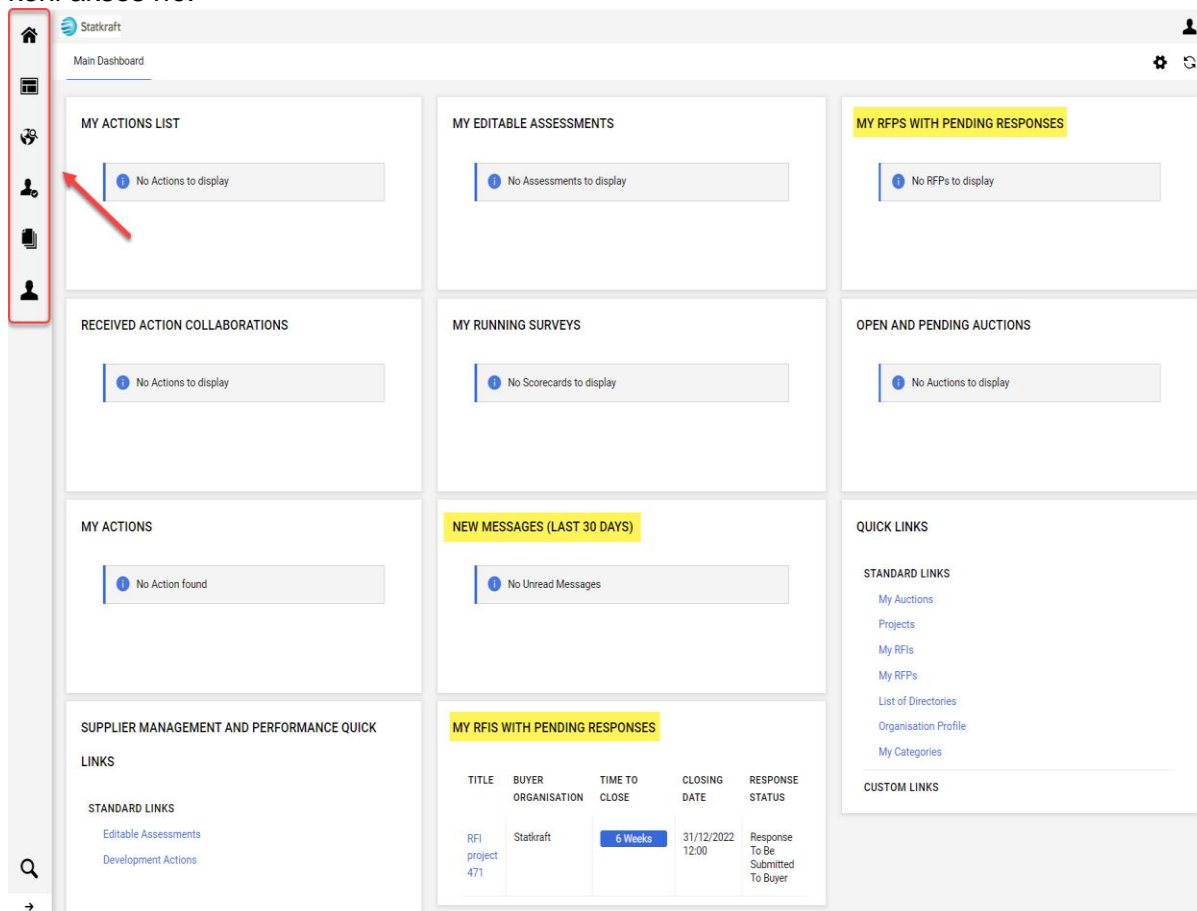 Statkraft
Main Dashboard
MY ACTIONS LIST
No Actions to display
MY EDITABLE ASSESSMENTS
No Assessments to display
MY RFPS WITH PENDING RESPONSES
No RFPs to display
RECEIVED ACTION COLLABORATIONS
No Actions to display
MY RUNNING SURVEYS
No Scorecards to display
OPEN AND PENDING AUCTIONS
No Auctions to display
MY ACTIONS
No Action found
NEW MESSAGES (LAST 30 DAYS)
No Unread Messages
QUICK LINKS
STANDARD LINKS
My Auctions
Projects
My RFIs
My RFPs
List of Directories
Organisation Profile
My Categories
CUSTOM LINKS
SUPPLIER MANAGEMENT AND PERFORMANCE QUICK
LINKS
STANDARD LINKS
Editable Assessments
Development Actions
MY RFIS WITH PENDING RESPONSES
TITLE BUYER TIME TO CLOSING RESPONSE
ORGANISATION CLOSE DATE STATUS
RFI Statkraft 6 Weeks 31/12/2022 Response
project 12:00 To Be
471 Submitted
To Buyer